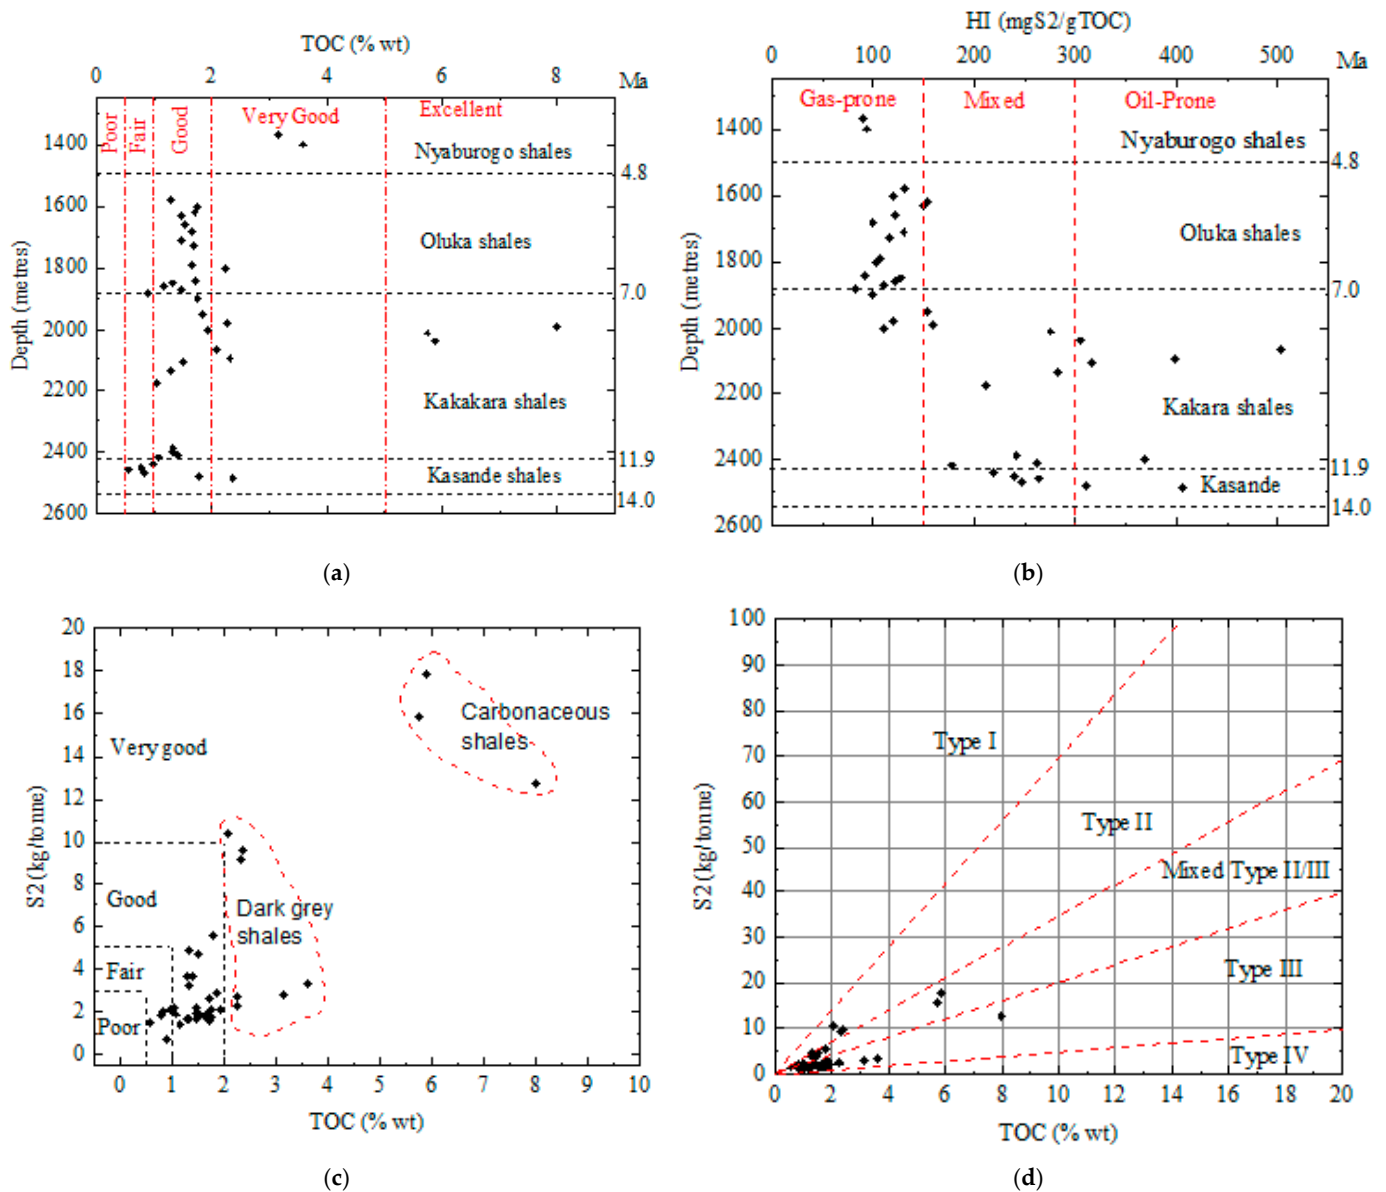 TOC (% wt)
0 2 4 6 8 Ma
Poor Fair Good Very Good Excellent
1400
Nyaburogo shales
4.8
1600
Oluka shales
1800
7.0
2000
2200
Kakakara shales
2400
11.9
Kasande shales
14.0
2600
Depth (metres)
(a)
HI (mgS2/gTOC)
0 100 200 300 400 500
Ma
Gas-prone Mixed Oil-Prone
1400
Nyaburogo shales
4.8
1600
Oluka shales
1800
7.0
2000
2200
Kakara shales
2400
11.9
Kasande
14.0
2600
Depth (metres)
(b)
20
18
16
14
12
10
8
6
4
2
0
S2 (kg/tonne)
Carbonaceous
shales
Very good
Good
Dark grey
shales
Fair
Poor
0 1 2 3 4 5 6 7 8 9 10
TOC (% wt)
(c)
100
90
80
70
60
50
40
30
20
10
0
S2 (kg/tonne)
Type I
Type II
Mixed Type II/III
Type III
Type IV
0 2 4 6 8 10 12 14 16 18 20
TOC (% wt)
(d)